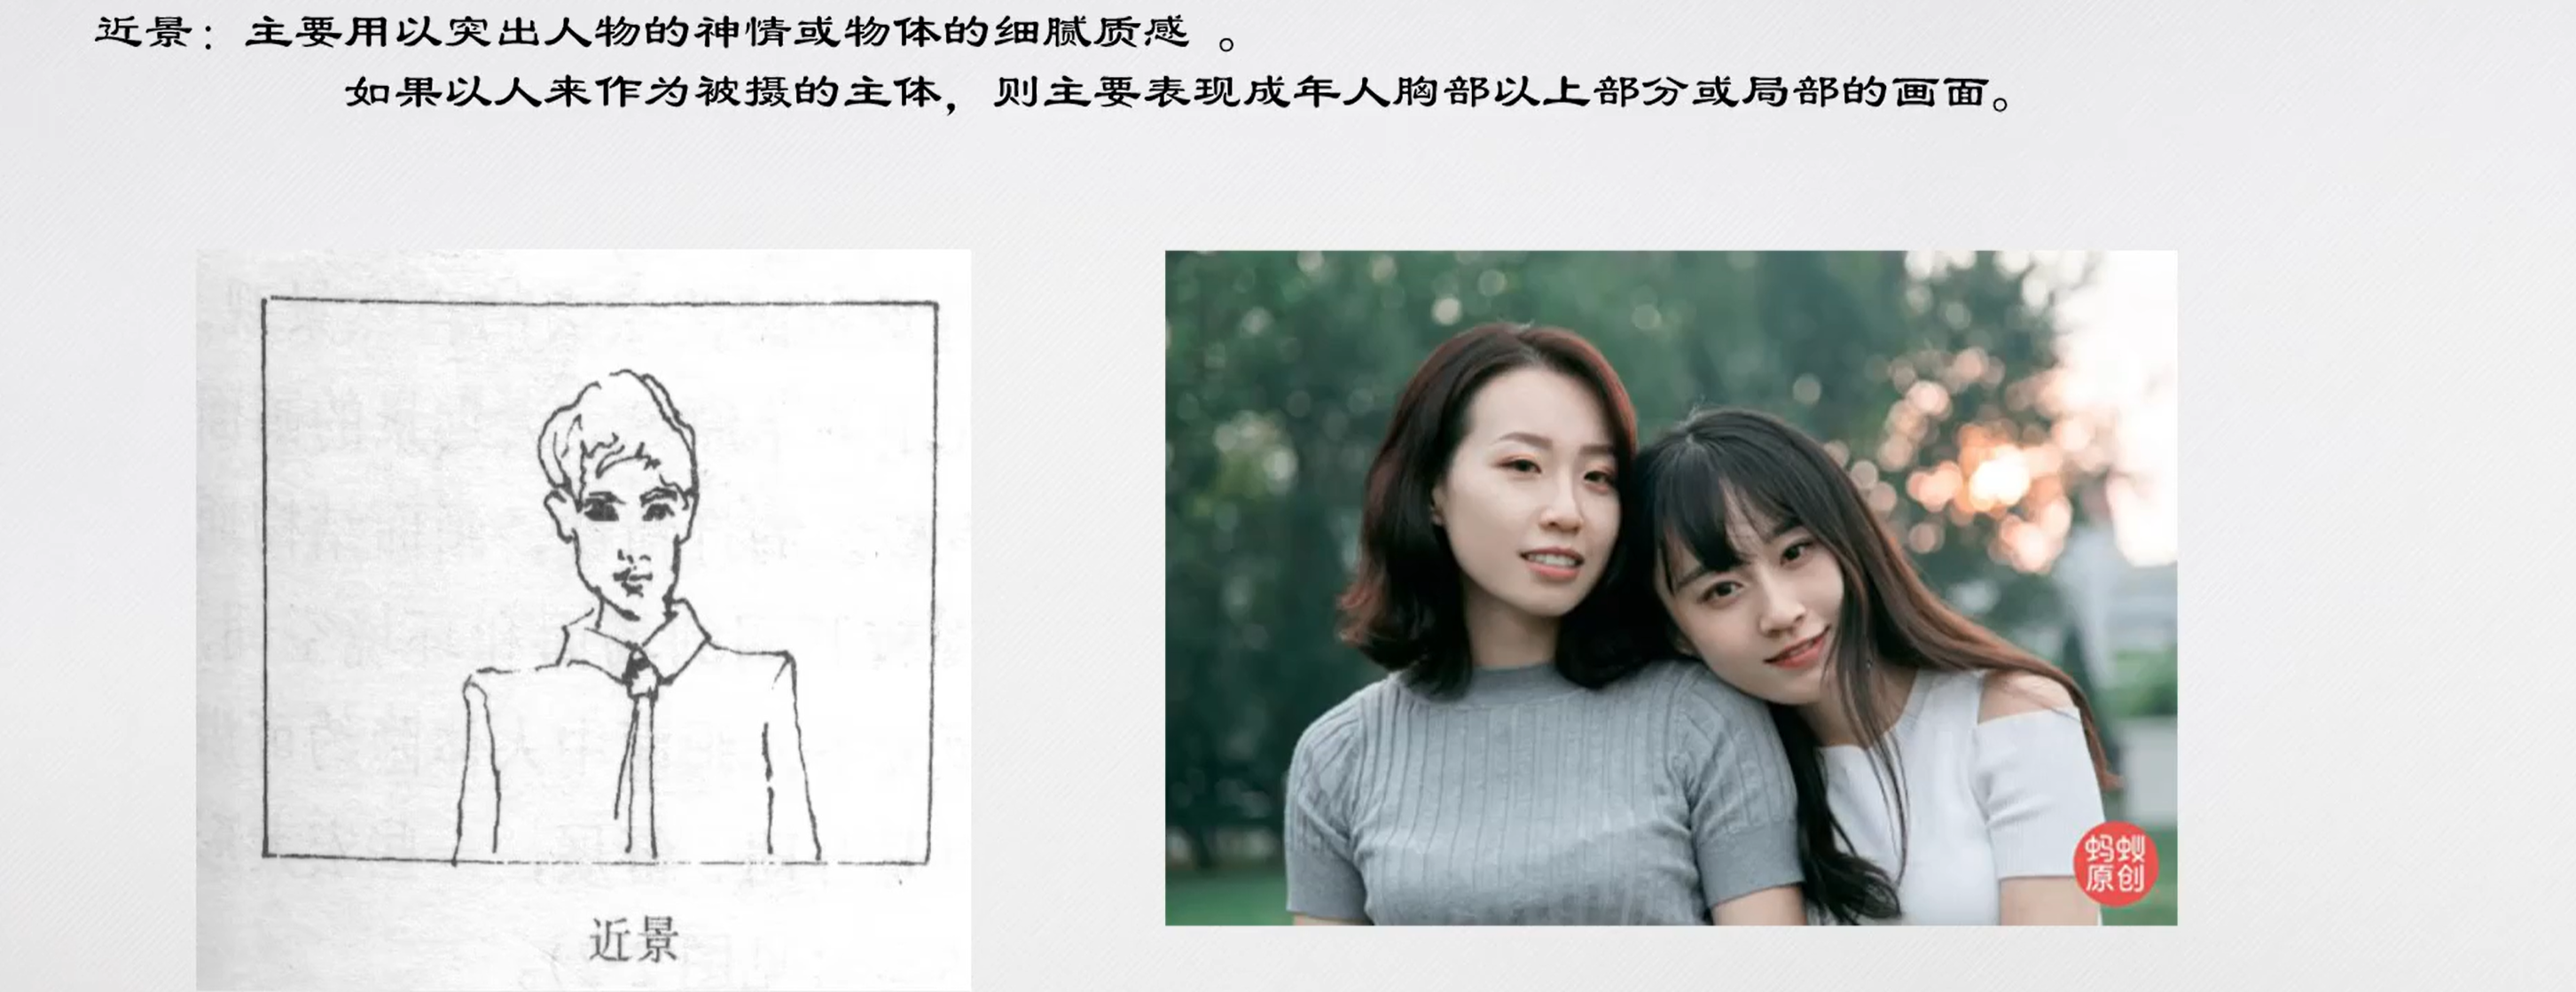 近景：主要用以突出人物的神情或物体的细腻质感 。
如果以人来作为被摄的主体，则主要表现成年人胸部以上部分或局部的画面。
近景
蚂蚁
原创